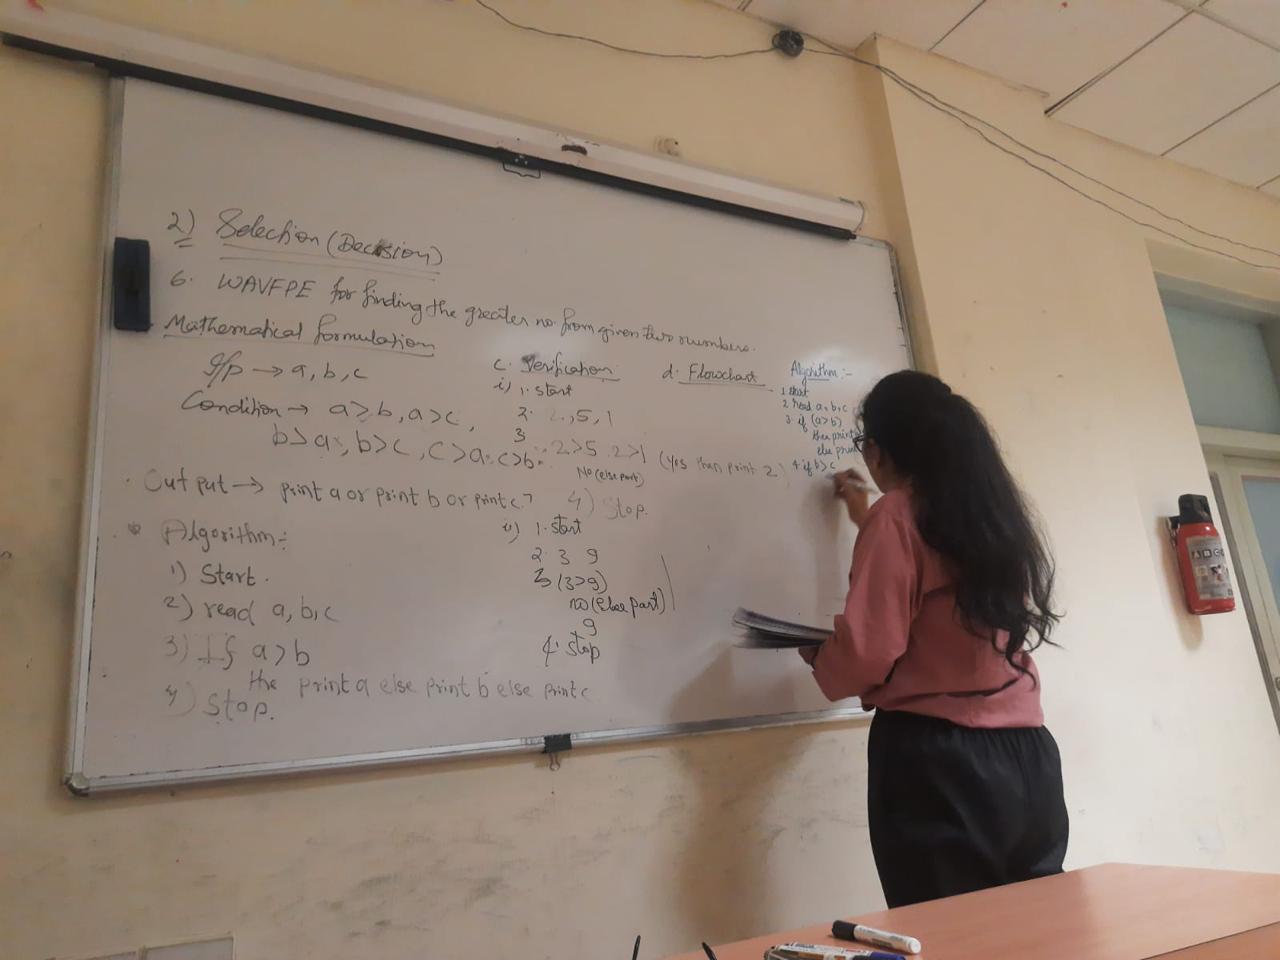 2) Selection (Decision)
6. WAVFPE for finding the greater no. from given two numbers.
Mathematical formulation
I/p → a, b, c
Condition → a > b, a > c,
b > a, b > c, c > a, c > b
Output → print a or print b or print c
Algorithm:-
1) Start.
2) read a, b, c
3) If a > b
the print a else print b else print c
4) Stop.
c. Verification
i) 1. start
2. 2, 5, 1
3
2 > 5 2 > 1 (Yes than print 2)
No (else part)
4) Stop.
ii) 1. start
2. 3 9
3 (3 > 9)
no (else part)
9
4. stop
d. Flowchart
Algorithm:-
1 start
2 read a, b, c
3. if (a > b)
then print
else print
4. if b > c